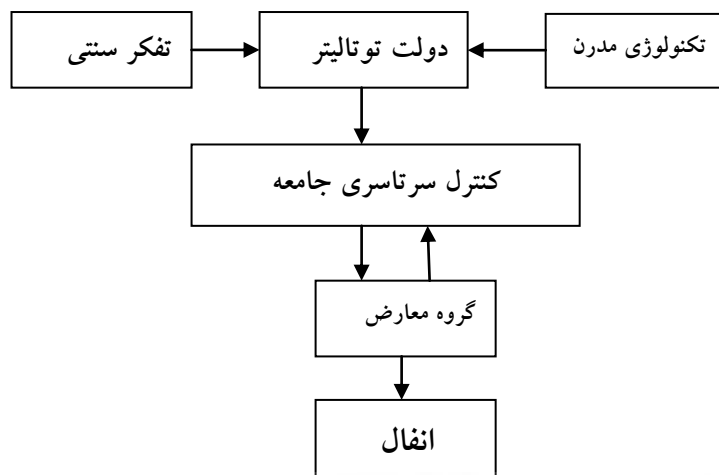 تکنولوژی مدرن
دولت توتالیتر
تفکر سنتی
کنترل سرتاسری جامعه
گروه معارض
انفال